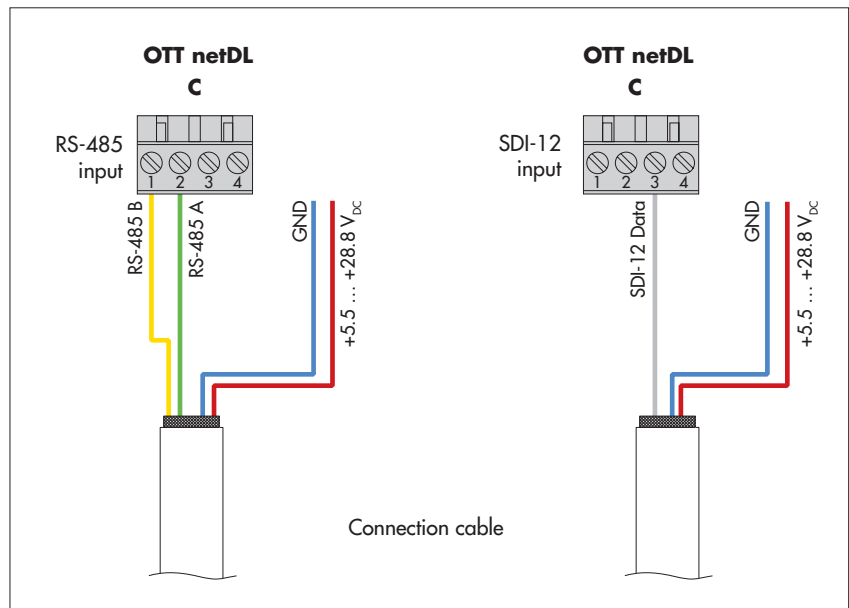 OTT netDL
C
RS-485
input
1 2 3 4
RS-485 B
RS-485 A
GND
+5.5 … +28.8 VDC
OTT netDL
C
SDI-12
input
1 2 3 4
SDI-12 Data
GND
+5.5 … +28.8 VDC
Connection cable